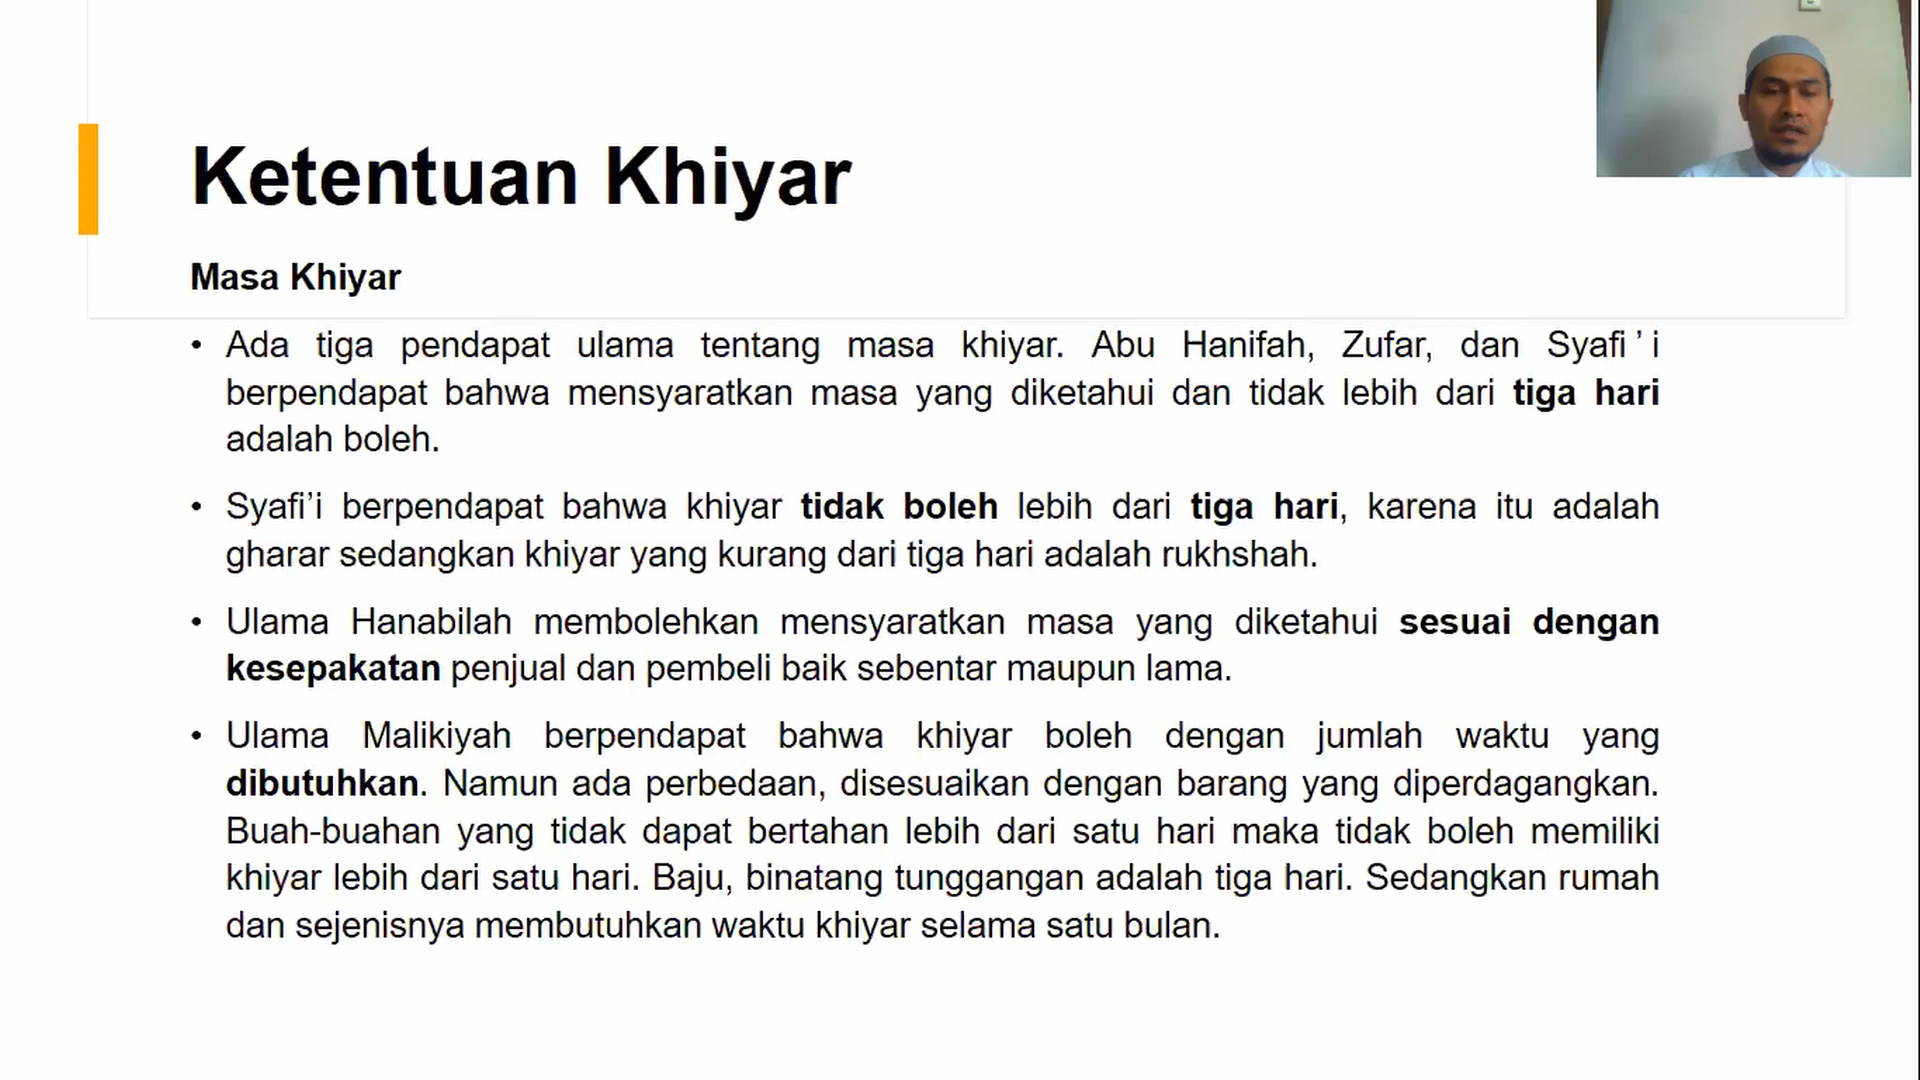 Ketentuan Khiyar
Masa Khiyar
• Ada tiga pendapat ulama tentang masa khiyar. Abu Hanifah, Zufar, dan Syafi’i
berpendapat bahwa mensyaratkan masa yang diketahui dan tidak lebih dari tiga hari
adalah boleh.
• Syafi’i berpendapat bahwa khiyar tidak boleh lebih dari tiga hari, karena itu adalah
gharar sedangkan khiyar yang kurang dari tiga hari adalah rukhshah.
• Ulama Hanabilah membolehkan mensyaratkan masa yang diketahui sesuai dengan
kesepakatan penjual dan pembeli baik sebentar maupun lama.
• Ulama Malikiyah berpendapat bahwa khiyar boleh dengan jumlah waktu yang
dibutuhkan. Namun ada perbedaan, disesuaikan dengan barang yang diperdagangkan.
Buah-buahan yang tidak dapat bertahan lebih dari satu hari maka tidak boleh memiliki
khiyar lebih dari satu hari. Baju, binatang tunggangan adalah tiga hari. Sedangkan rumah
dan sejenisnya membutuhkan waktu khiyar selama satu bulan.